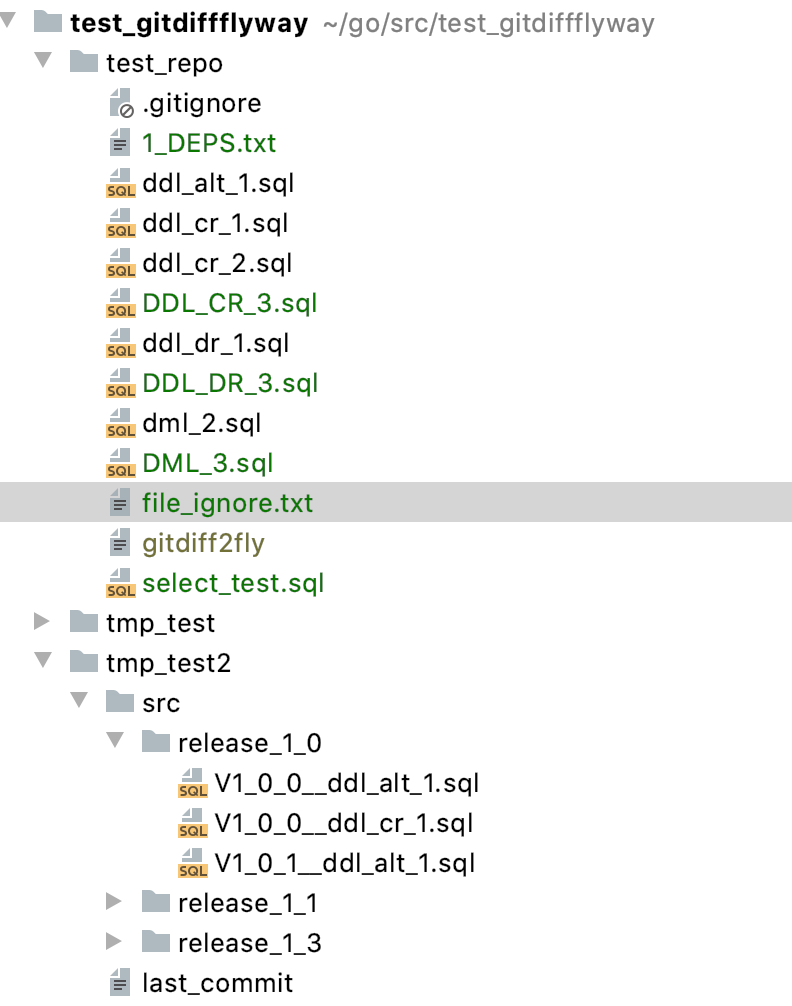 test_gitdiffflyway ~/go/src/test_gitdiffflyway
test_repo
.gitignore
1_DEPS.txt
SQL ddl_alt_1.sql
SQL ddl_cr_1.sql
SQL ddl_cr_2.sql
SQL DDL_CR_3.sql
SQL ddl_dr_1.sql
SQL DDL_DR_3.sql
SQL dml_2.sql
SQL DML_3.sql
file_ignore.txt
gitdiff2fly
SQL select_test.sql
tmp_test
tmp_test2
src
release_1_0
SQL V1_0_0__ddl_alt_1.sql
SQL V1_0_0__ddl_cr_1.sql
SQL V1_0_1__ddl_alt_1.sql
release_1_1
release_1_3
last_commit